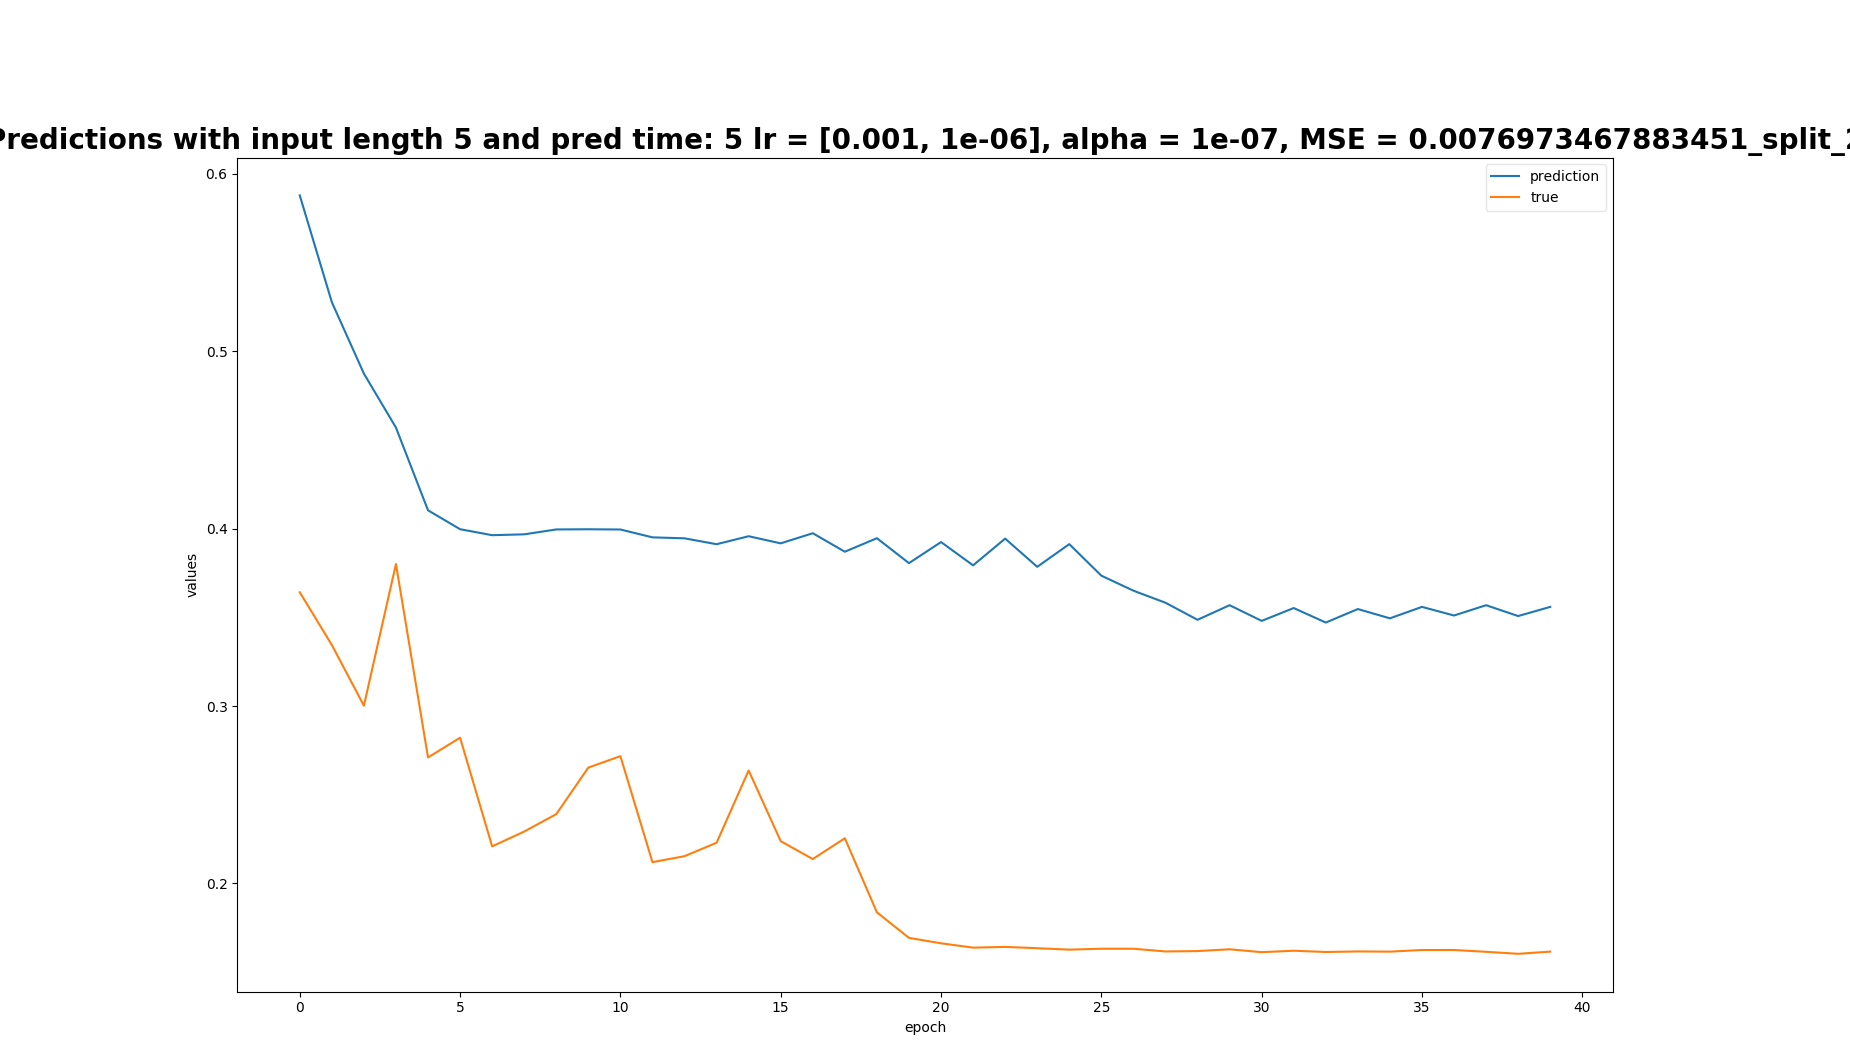 Predictions with input length 5 and pred time: 5 lr = [0.001, 1e-06], alpha = 1e-07, MSE = 0.0076973467883451_split_2
prediction
true
0.6
0.5
0.4
0.3
0.2
values
0 5 10 15 20 25 30 35 40
epoch